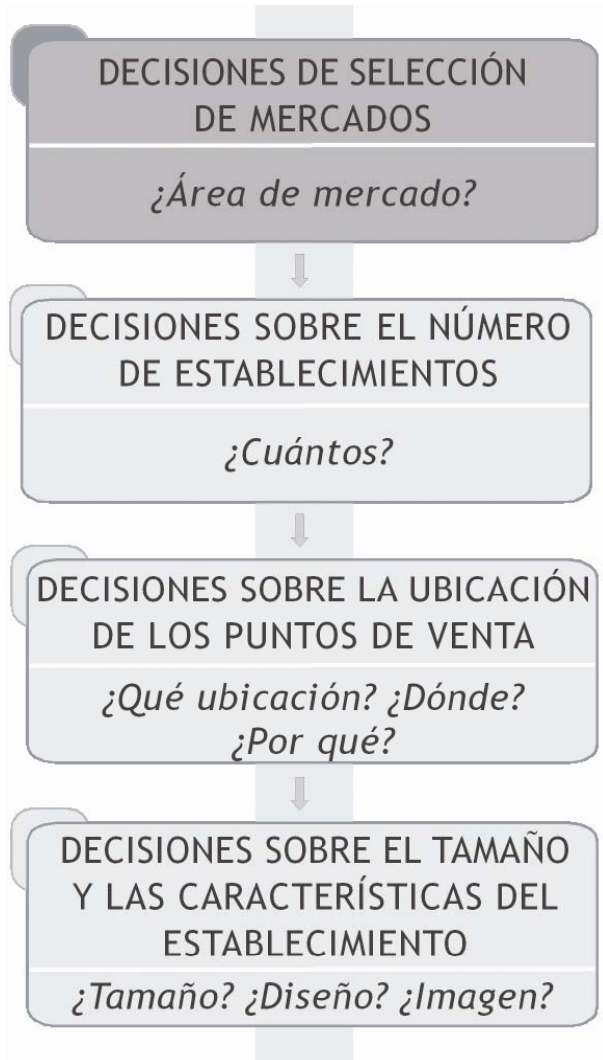 DECISIONES DE SELECCIÓN
DE MERCADOS
¿Área de mercado?
DECISIONES SOBRE EL NÚMERO
DE ESTABLECIMIENTOS
¿Cuántos?
DECISIONES SOBRE LA UBICACIÓN
DE LOS PUNTOS DE VENTA
¿Qué ubicación? ¿Dónde?
¿Por qué?
DECISIONES SOBRE EL TAMAÑO
Y LAS CARACTERÍSTICAS DEL
ESTABLECIMIENTO
¿Tamaño? ¿Diseño? ¿Imagen?